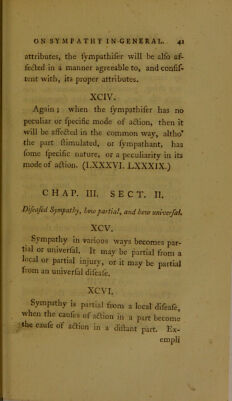 ON SYMPATHY IN GENERAL. 41
attributes, the ſympathiſer will be alſo af-
fected in a manner agreeable to, and conſiſ-
tent with, its proper attributes.
XCIV.
Again; when the ſympathiſer has no
peculiar or ſpecific mode of action, then it
will be affected in the common way, altho'
the part ſtimulated, or ſympathant, has
ſome ſpecific nature, or a peculiarity in its
mode of action. (LXXXVI. LXXXIX.)
CHAP. III. SECT. II.
Diſeaſed Sympathy, how partial, and how univerſal.
XCV.
Sympathy in various ways becomes par-
tial or univerſal. It may be partial from a
local or partial injury, or it may be partial
from an univerſal diſeaſe.
XCVI.
Sympathy is partial from a local diſeaſe,
when the cauſes of action in a part become
the cauſe of action in a diſtant part. Ex-
empli